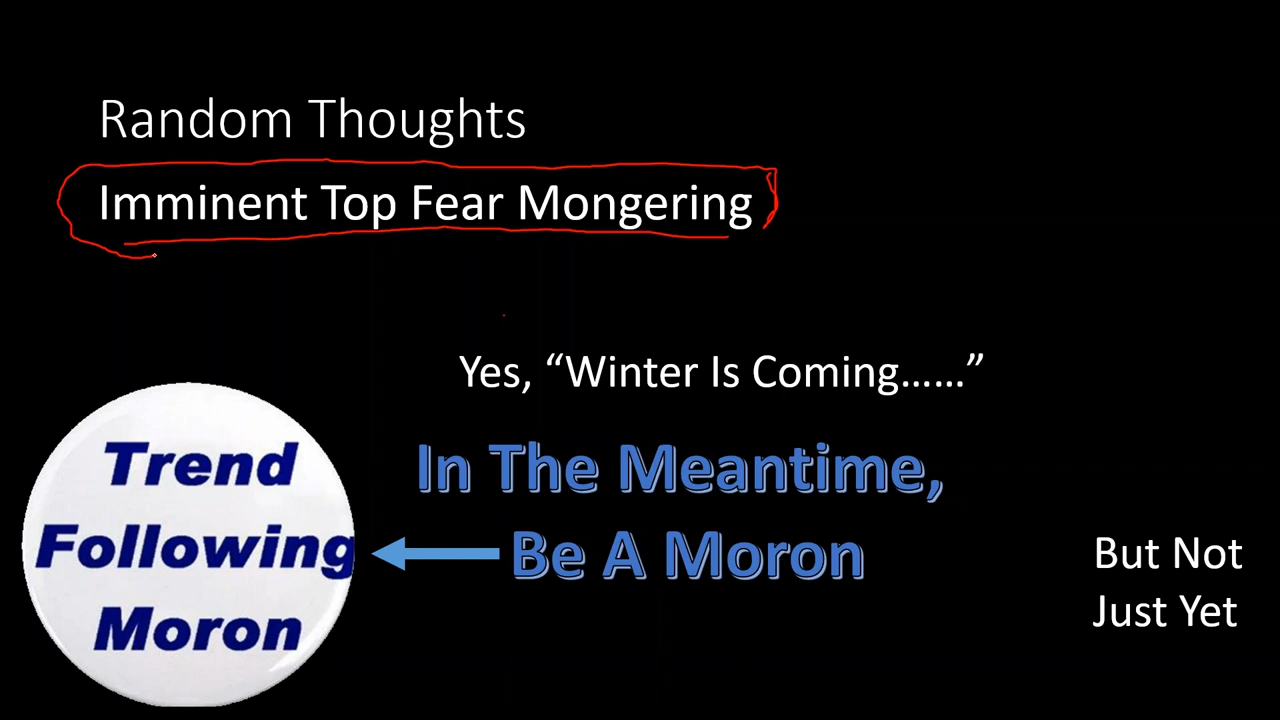 Random Thoughts
Imminent Top Fear Mongering
Yes, “Winter Is Coming……”
In The Meantime,
Be A Moron
Trend
Following
Moron
But Not
Just Yet